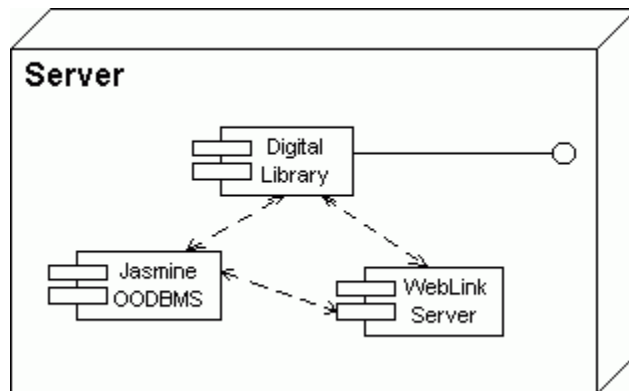 Server
Digital
Library
Jasmine
OODBMS
WebLink
Server